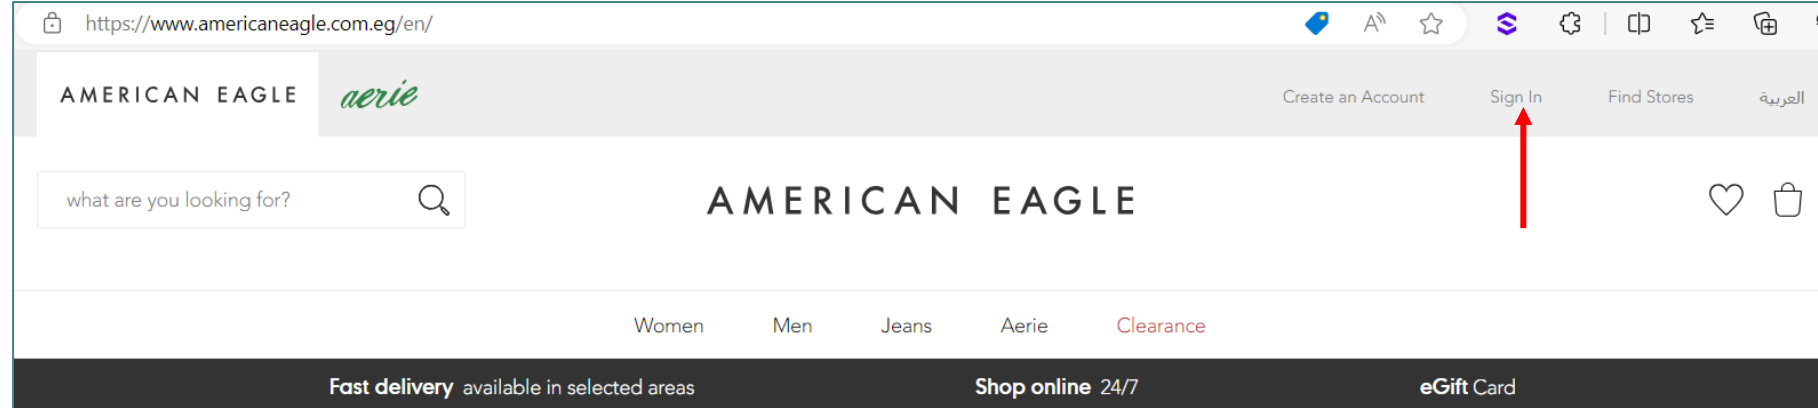 https://www.americaneagle.com.eg/en/
AMERICAN EAGLE aerie Create an Account Sign In Find Stores العربية
what are you looking for? AMERICAN EAGLE
Women Men Jeans Aerie Clearance
Fast delivery available in selected areas Shop online 24/7 eGift Card